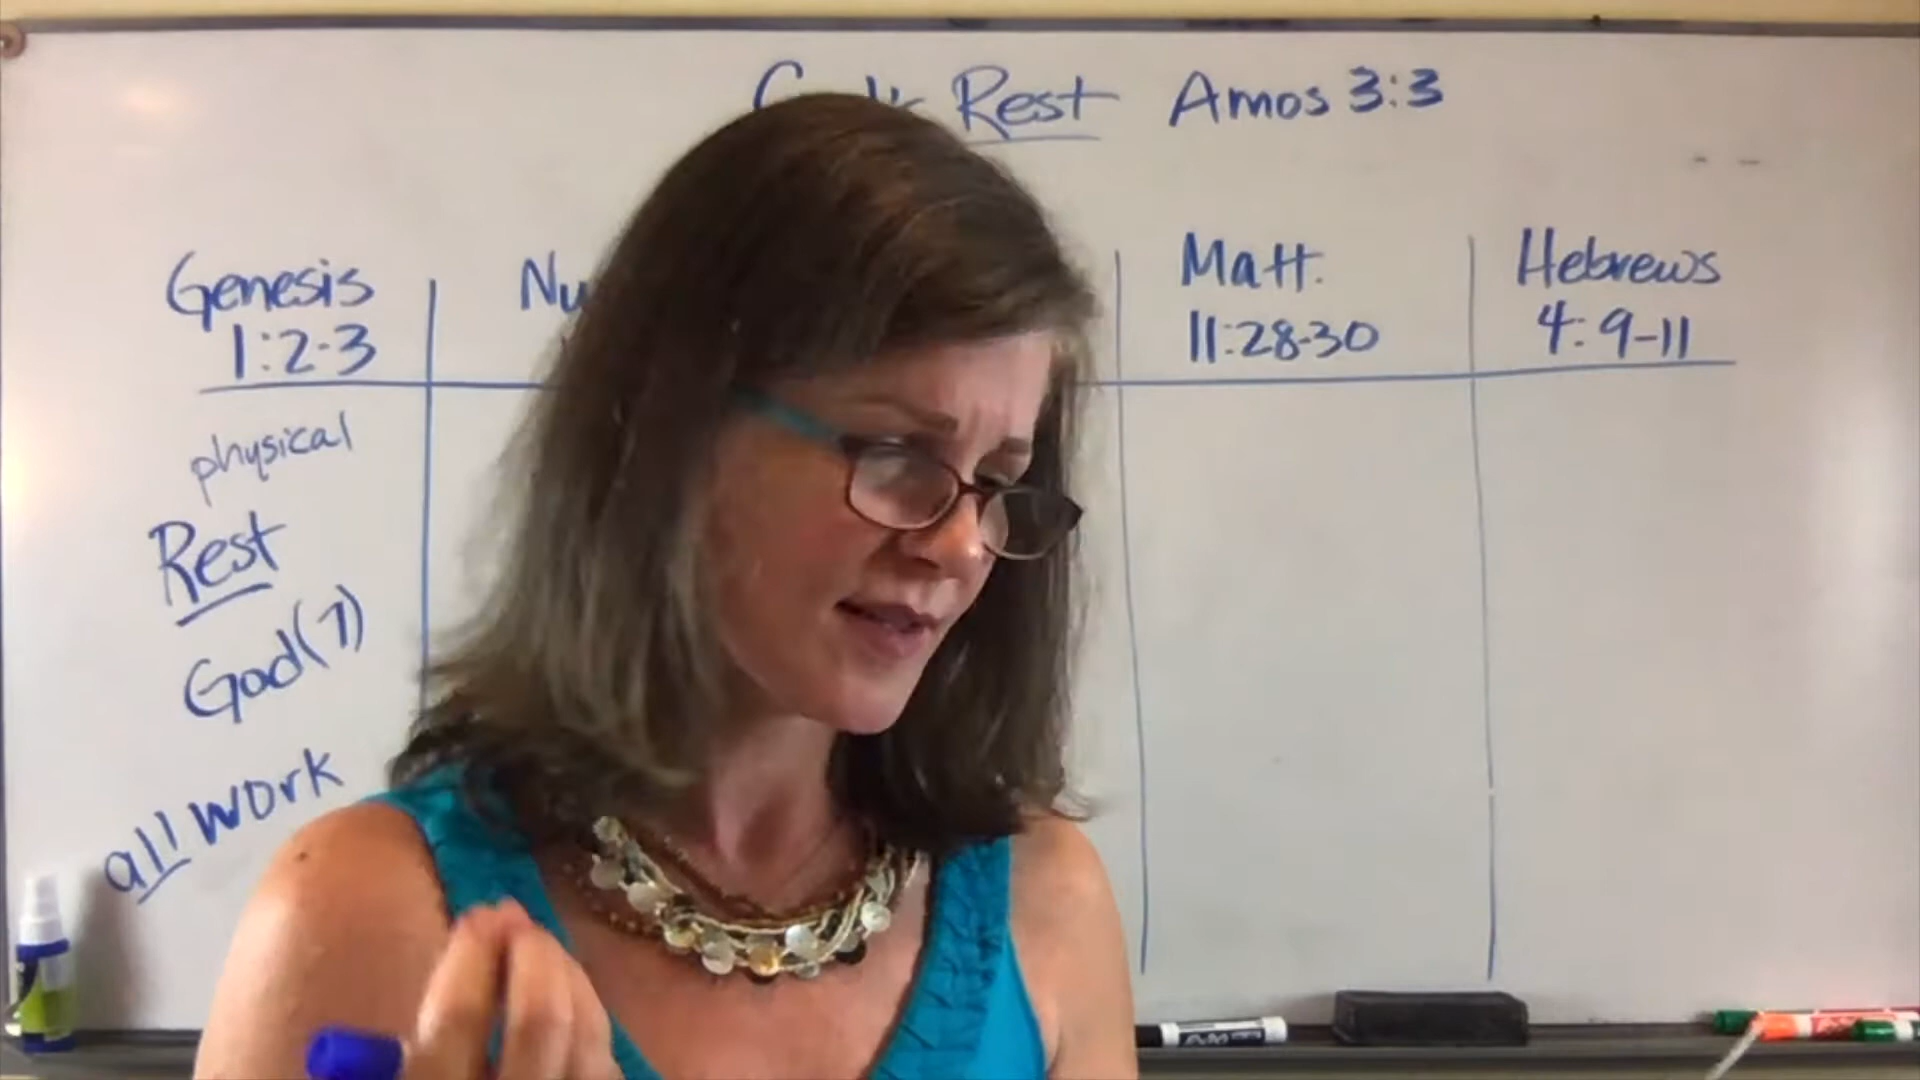 Rest Amos 3:3
Genesis
1:2-3
Matt.
11:28-30
Hebrews
4:9-11
physical
Rest
God(1)
all work